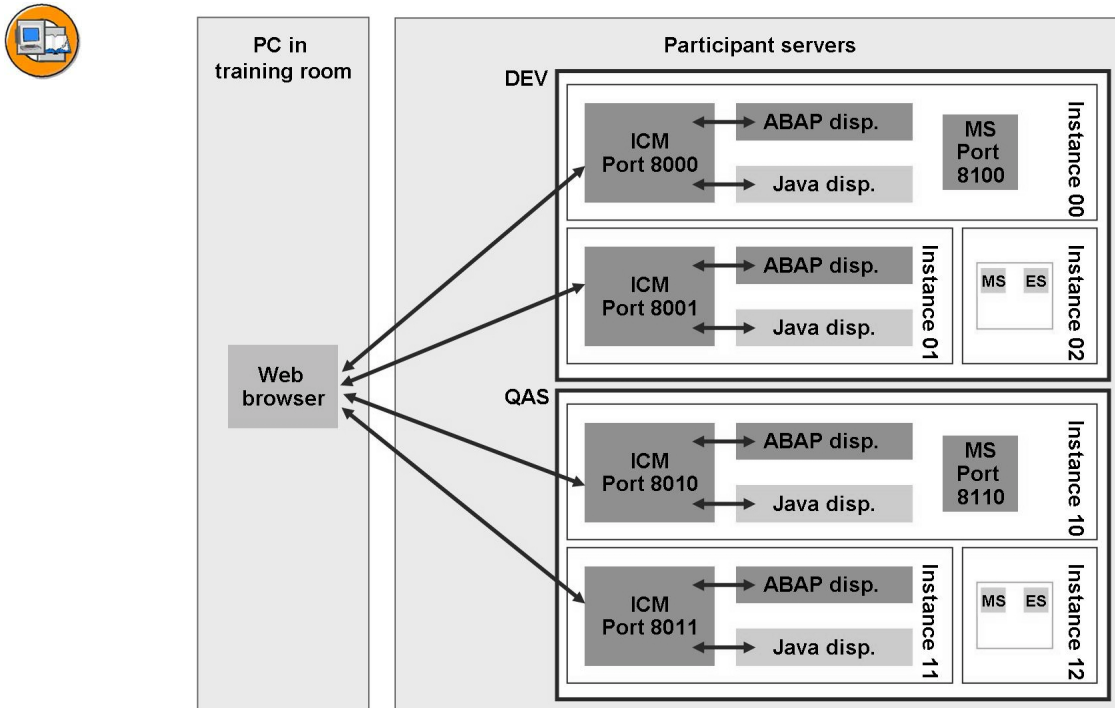 PC in
training room
Participant servers
DEV
ICM
Port 8000
ABAP disp.
Java disp.
MS
Port
8100
Instance 00
ICM
Port 8001
ABAP disp.
Java disp.
Instance 01
MS ES
Instance 02
Web
browser
QAS
ICM
Port 8010
ABAP disp.
Java disp.
MS
Port
8110
Instance 10
ICM
Port 8011
ABAP disp.
Java disp.
Instance 11
MS ES
Instance 12